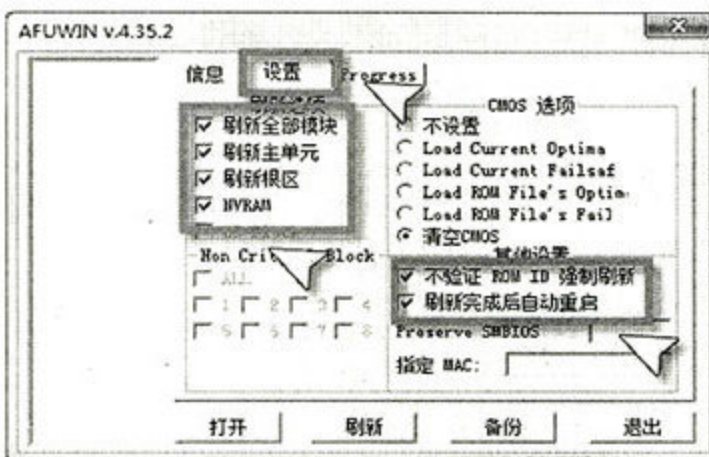 AFUWIN v.4.35.2
信息 设置 Progress
CMOS 选项
刷新全部模块
刷新主单元
刷新根区
NVRAM
不设置
Load Current Optima
Load Current Failsaf
Load ROM File's Optim
Load ROM File's Fail
清空CMOS
Block
ALL
1 2 3 4
5 6 7 8
其他设置
不验证 ROM ID 强制刷新
刷新完成后自动重启
Preserve SMBIOS
指定 MAC:
打开 刷新 备份 退出